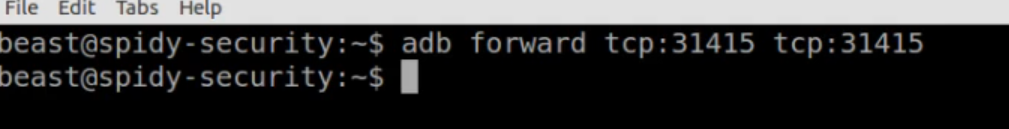 File Edit Tabs Help
beast@spidy-security:~$ adb forward tcp:31415 tcp:31415
beast@spidy-security:~$